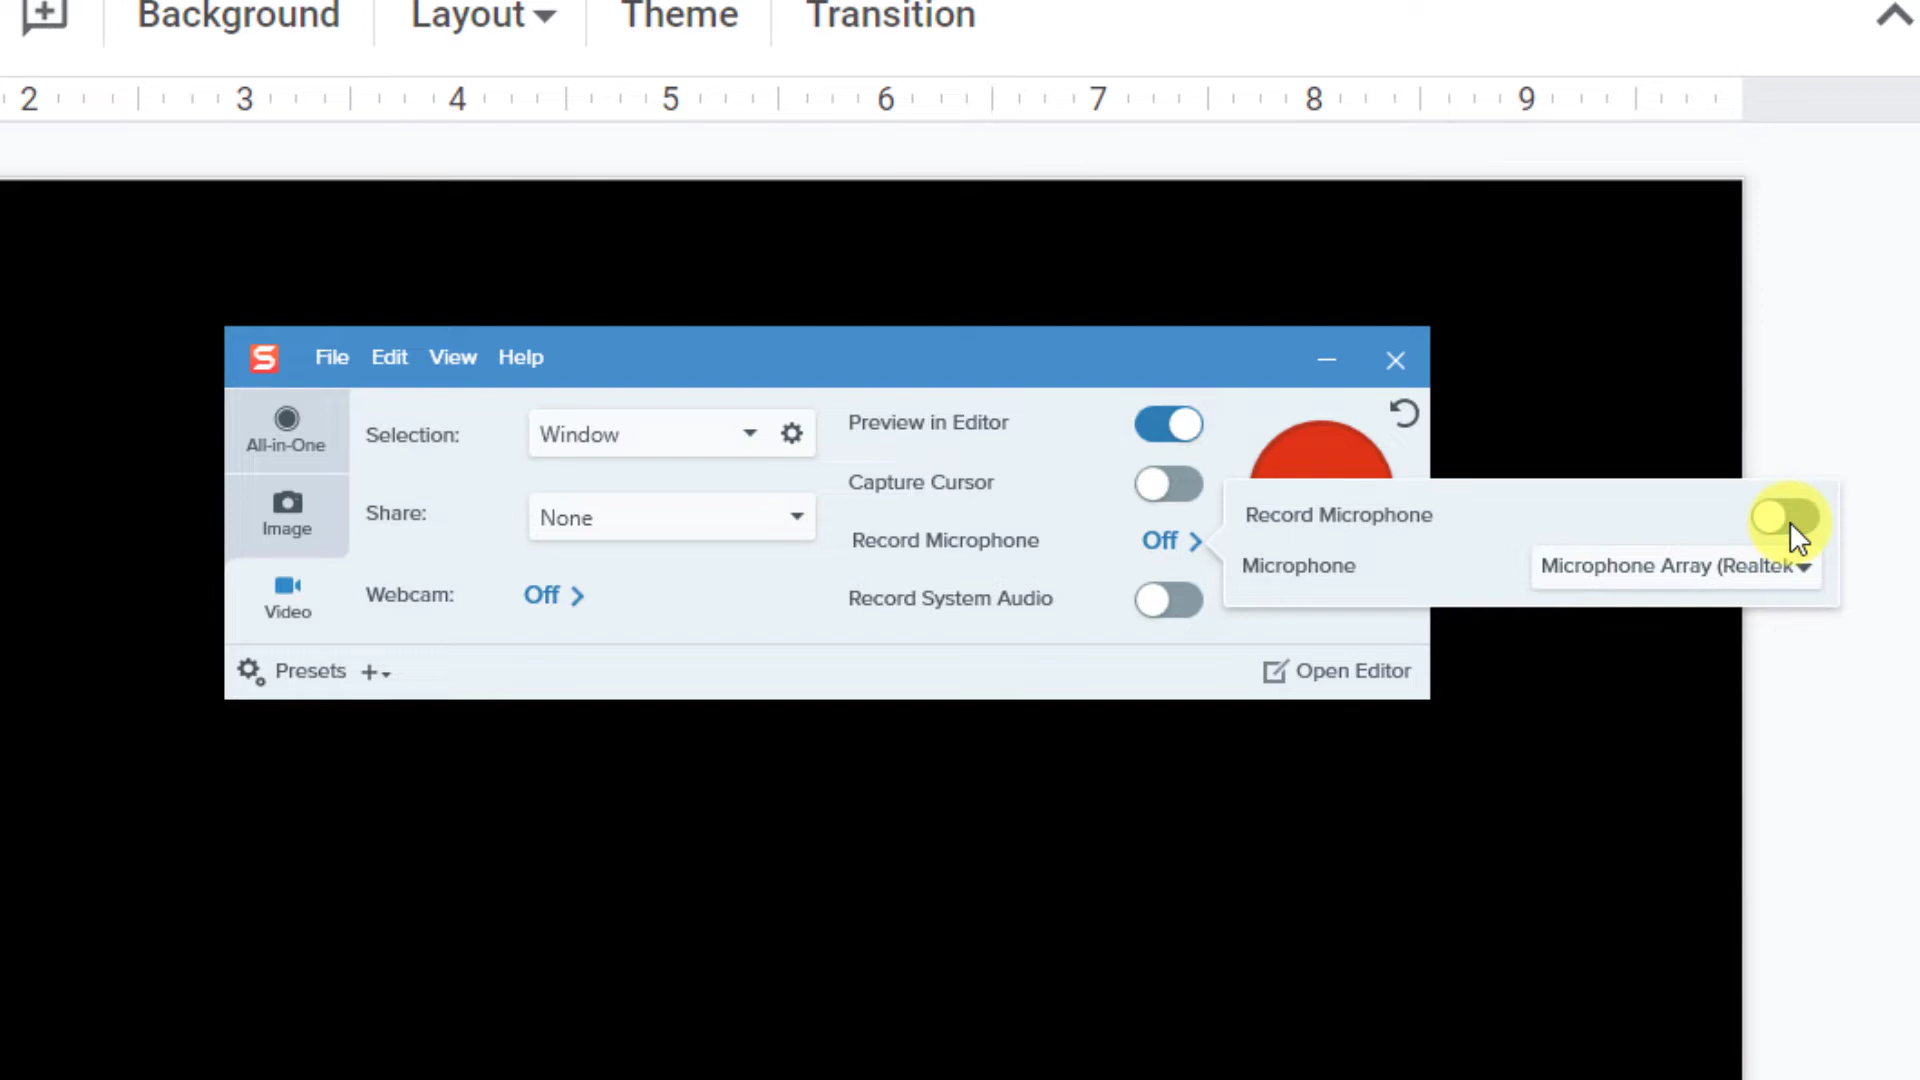 Background Layout Theme Transition
2 3 4 5 6 7 8 9
S File Edit View Help
All-in-One
Image
Video
Selection: Window
Share: None
Webcam: Off
Preview in Editor
Capture Cursor
Record Microphone Off
Record System Audio
Record Microphone
Microphone Microphone Array (Realtek
Presets + Open Editor